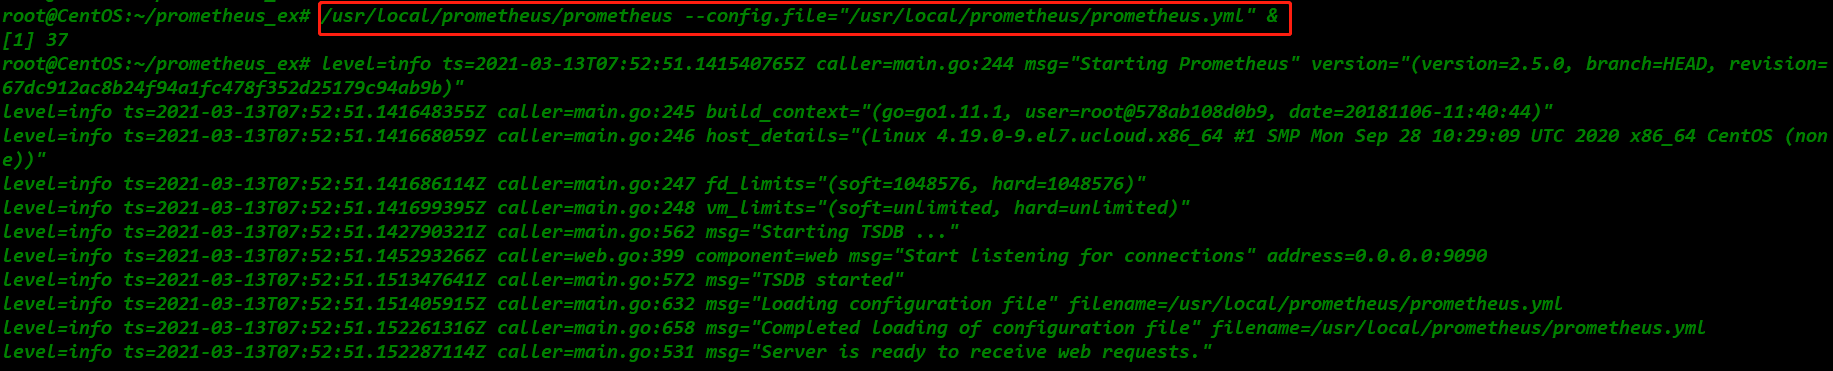 root@CentOS:~/prometheus_ex# /usr/local/prometheus/prometheus --config.file="/usr/local/prometheus/prometheus.yml" &
[1] 37
root@CentOS:~/prometheus_ex# level=info ts=2021-03-13T07:52:51.141540765Z caller=main.go:244 msg="Starting Prometheus" version="(version=2.5.0, branch=HEAD, revision=
67dc912ac8b24f94a1fc478f352d25179c94ab9b)"
level=info ts=2021-03-13T07:52:51.141648355Z caller=main.go:245 build_context="(go=go1.11.1, user=root@578ab108d0b9, date=20181106-11:40:44)"
level=info ts=2021-03-13T07:52:51.141668059Z caller=main.go:246 host_details="(Linux 4.19.0-9.el7.ucloud.x86_64 #1 SMP Mon Sep 28 10:29:09 UTC 2020 x86_64 CentOS (non
e))"
level=info ts=2021-03-13T07:52:51.141686114Z caller=main.go:247 fd_limits="(soft=1048576, hard=1048576)"
level=info ts=2021-03-13T07:52:51.141699395Z caller=main.go:248 vm_limits="(soft=unlimited, hard=unlimited)"
level=info ts=2021-03-13T07:52:51.142790321Z caller=main.go:562 msg="Starting TSDB ..."
level=info ts=2021-03-13T07:52:51.145293266Z caller=web.go:399 component=web msg="Start listening for connections" address=0.0.0.0:9090
level=info ts=2021-03-13T07:52:51.151347641Z caller=main.go:572 msg="TSDB started"
level=info ts=2021-03-13T07:52:51.151405915Z caller=main.go:632 msg="Loading configuration file" filename=/usr/local/prometheus/prometheus.yml
level=info ts=2021-03-13T07:52:51.152261316Z caller=main.go:658 msg="Completed loading of configuration file" filename=/usr/local/prometheus/prometheus.yml
level=info ts=2021-03-13T07:52:51.152287114Z caller=main.go:531 msg="Server is ready to receive web requests."